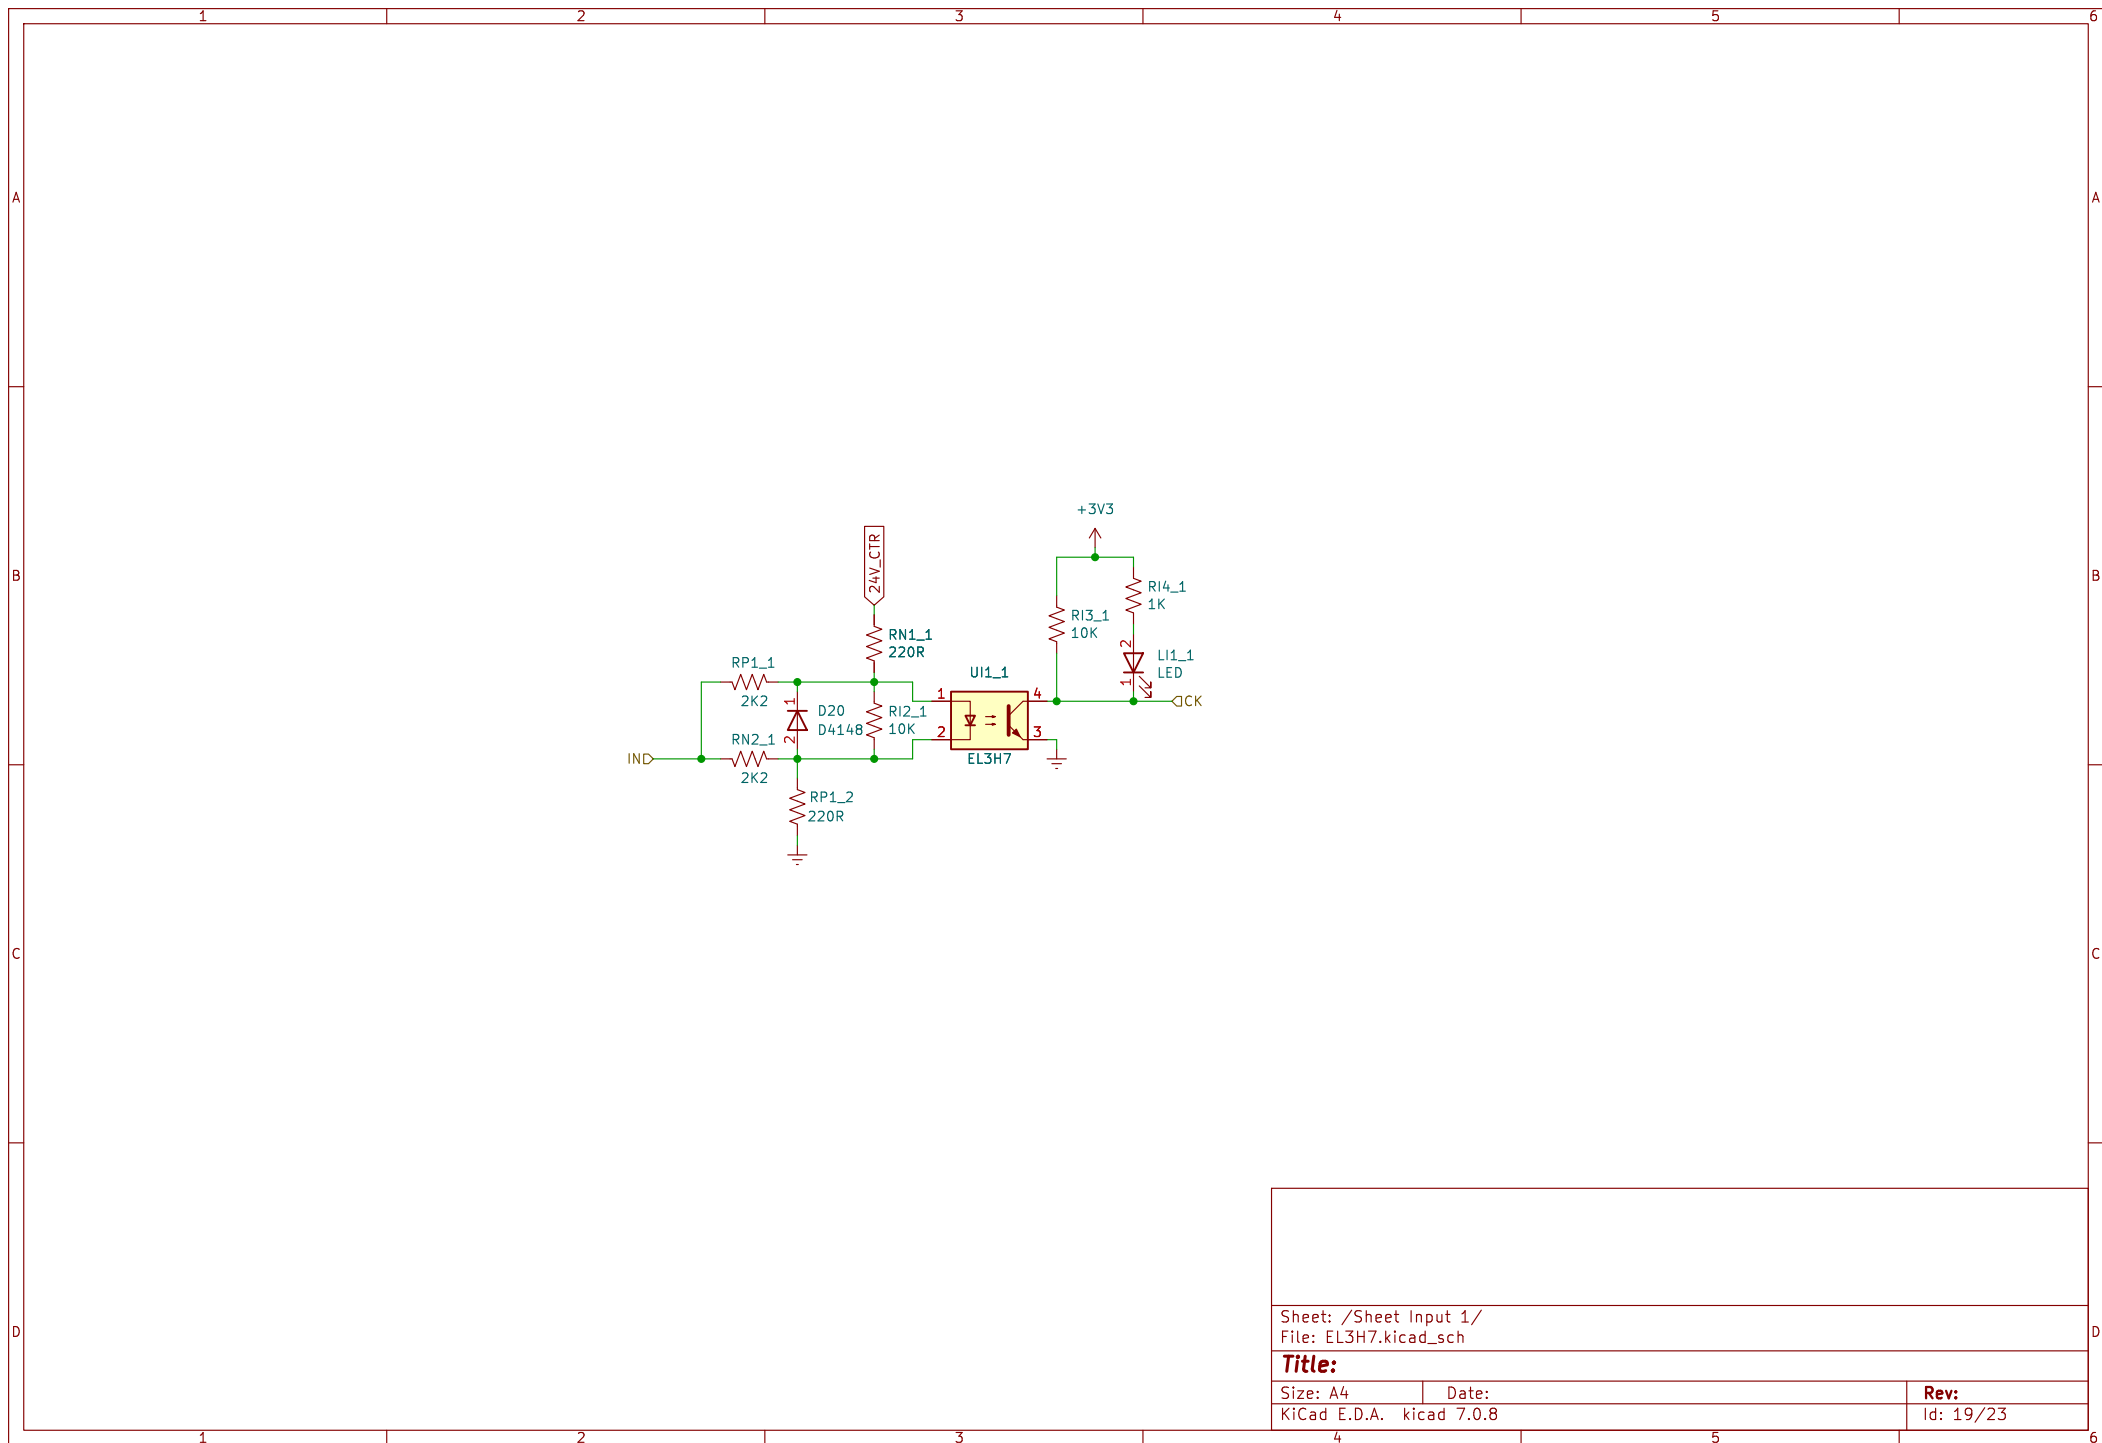 1 2 3 4 5 6
A A
+3V3
24V_CTR
B B
RI4_1
1K
RI3_1
10K
RN1_1
220R
2
LI1_1
LED
1
RP1_1
2K2
UI1_1
1 4
CK
1
D20
D4148
2
RI2_1
10K
2 3
EL3H7
RN2_1
2K2
IN
RP1_2
220R
C C
D D
Sheet: /Sheet Input 1/
File: EL3H7.kicad_sch
Title:
Size: A4 Date: Rev:
KiCad E.D.A. kicad 7.0.8 Id: 19/23
1 2 3 4 5 6